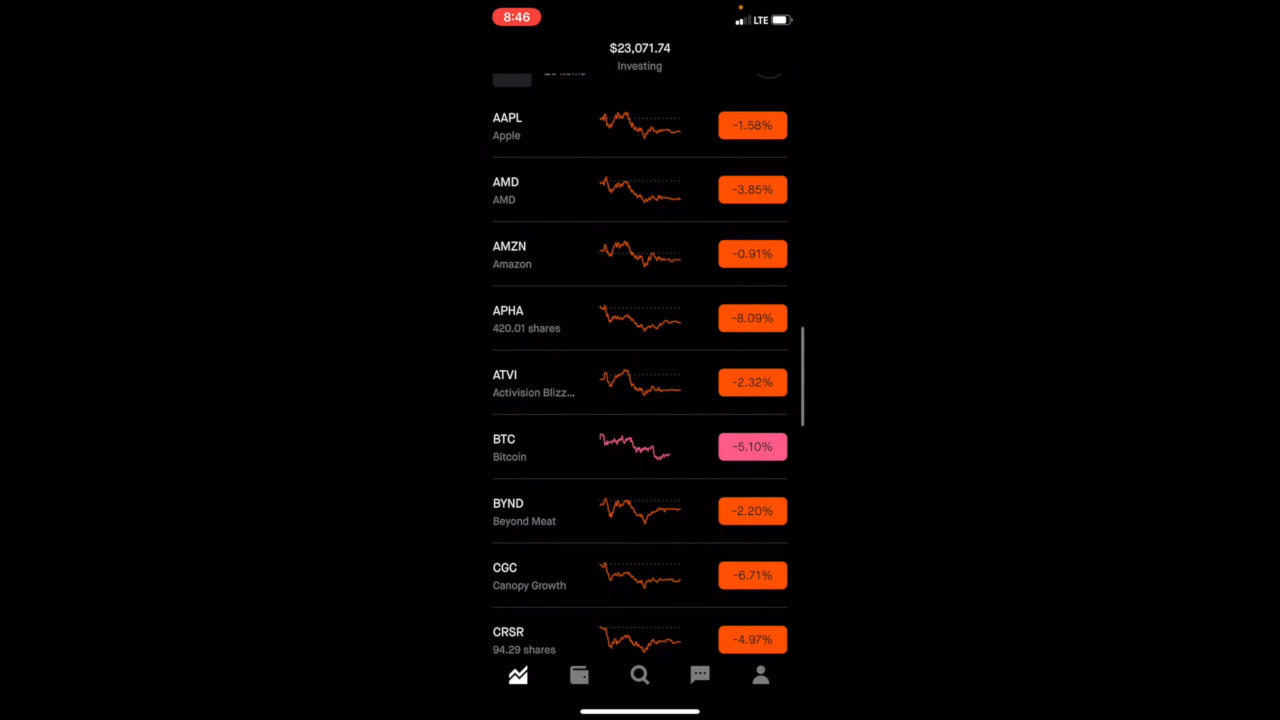 8:46
LTE
$23,071.74
Investing
AAPL
Apple
-1.58%
AMD
AMD
-3.85%
AMZN
Amazon
-0.91%
APHA
420.01 shares
-8.09%
ATVI
Activision Blizz...
-2.32%
BTC
Bitcoin
-5.10%
BYND
Beyond Meat
-2.20%
CGC
Canopy Growth
-6.71%
CRSR
94.29 shares
-4.97%